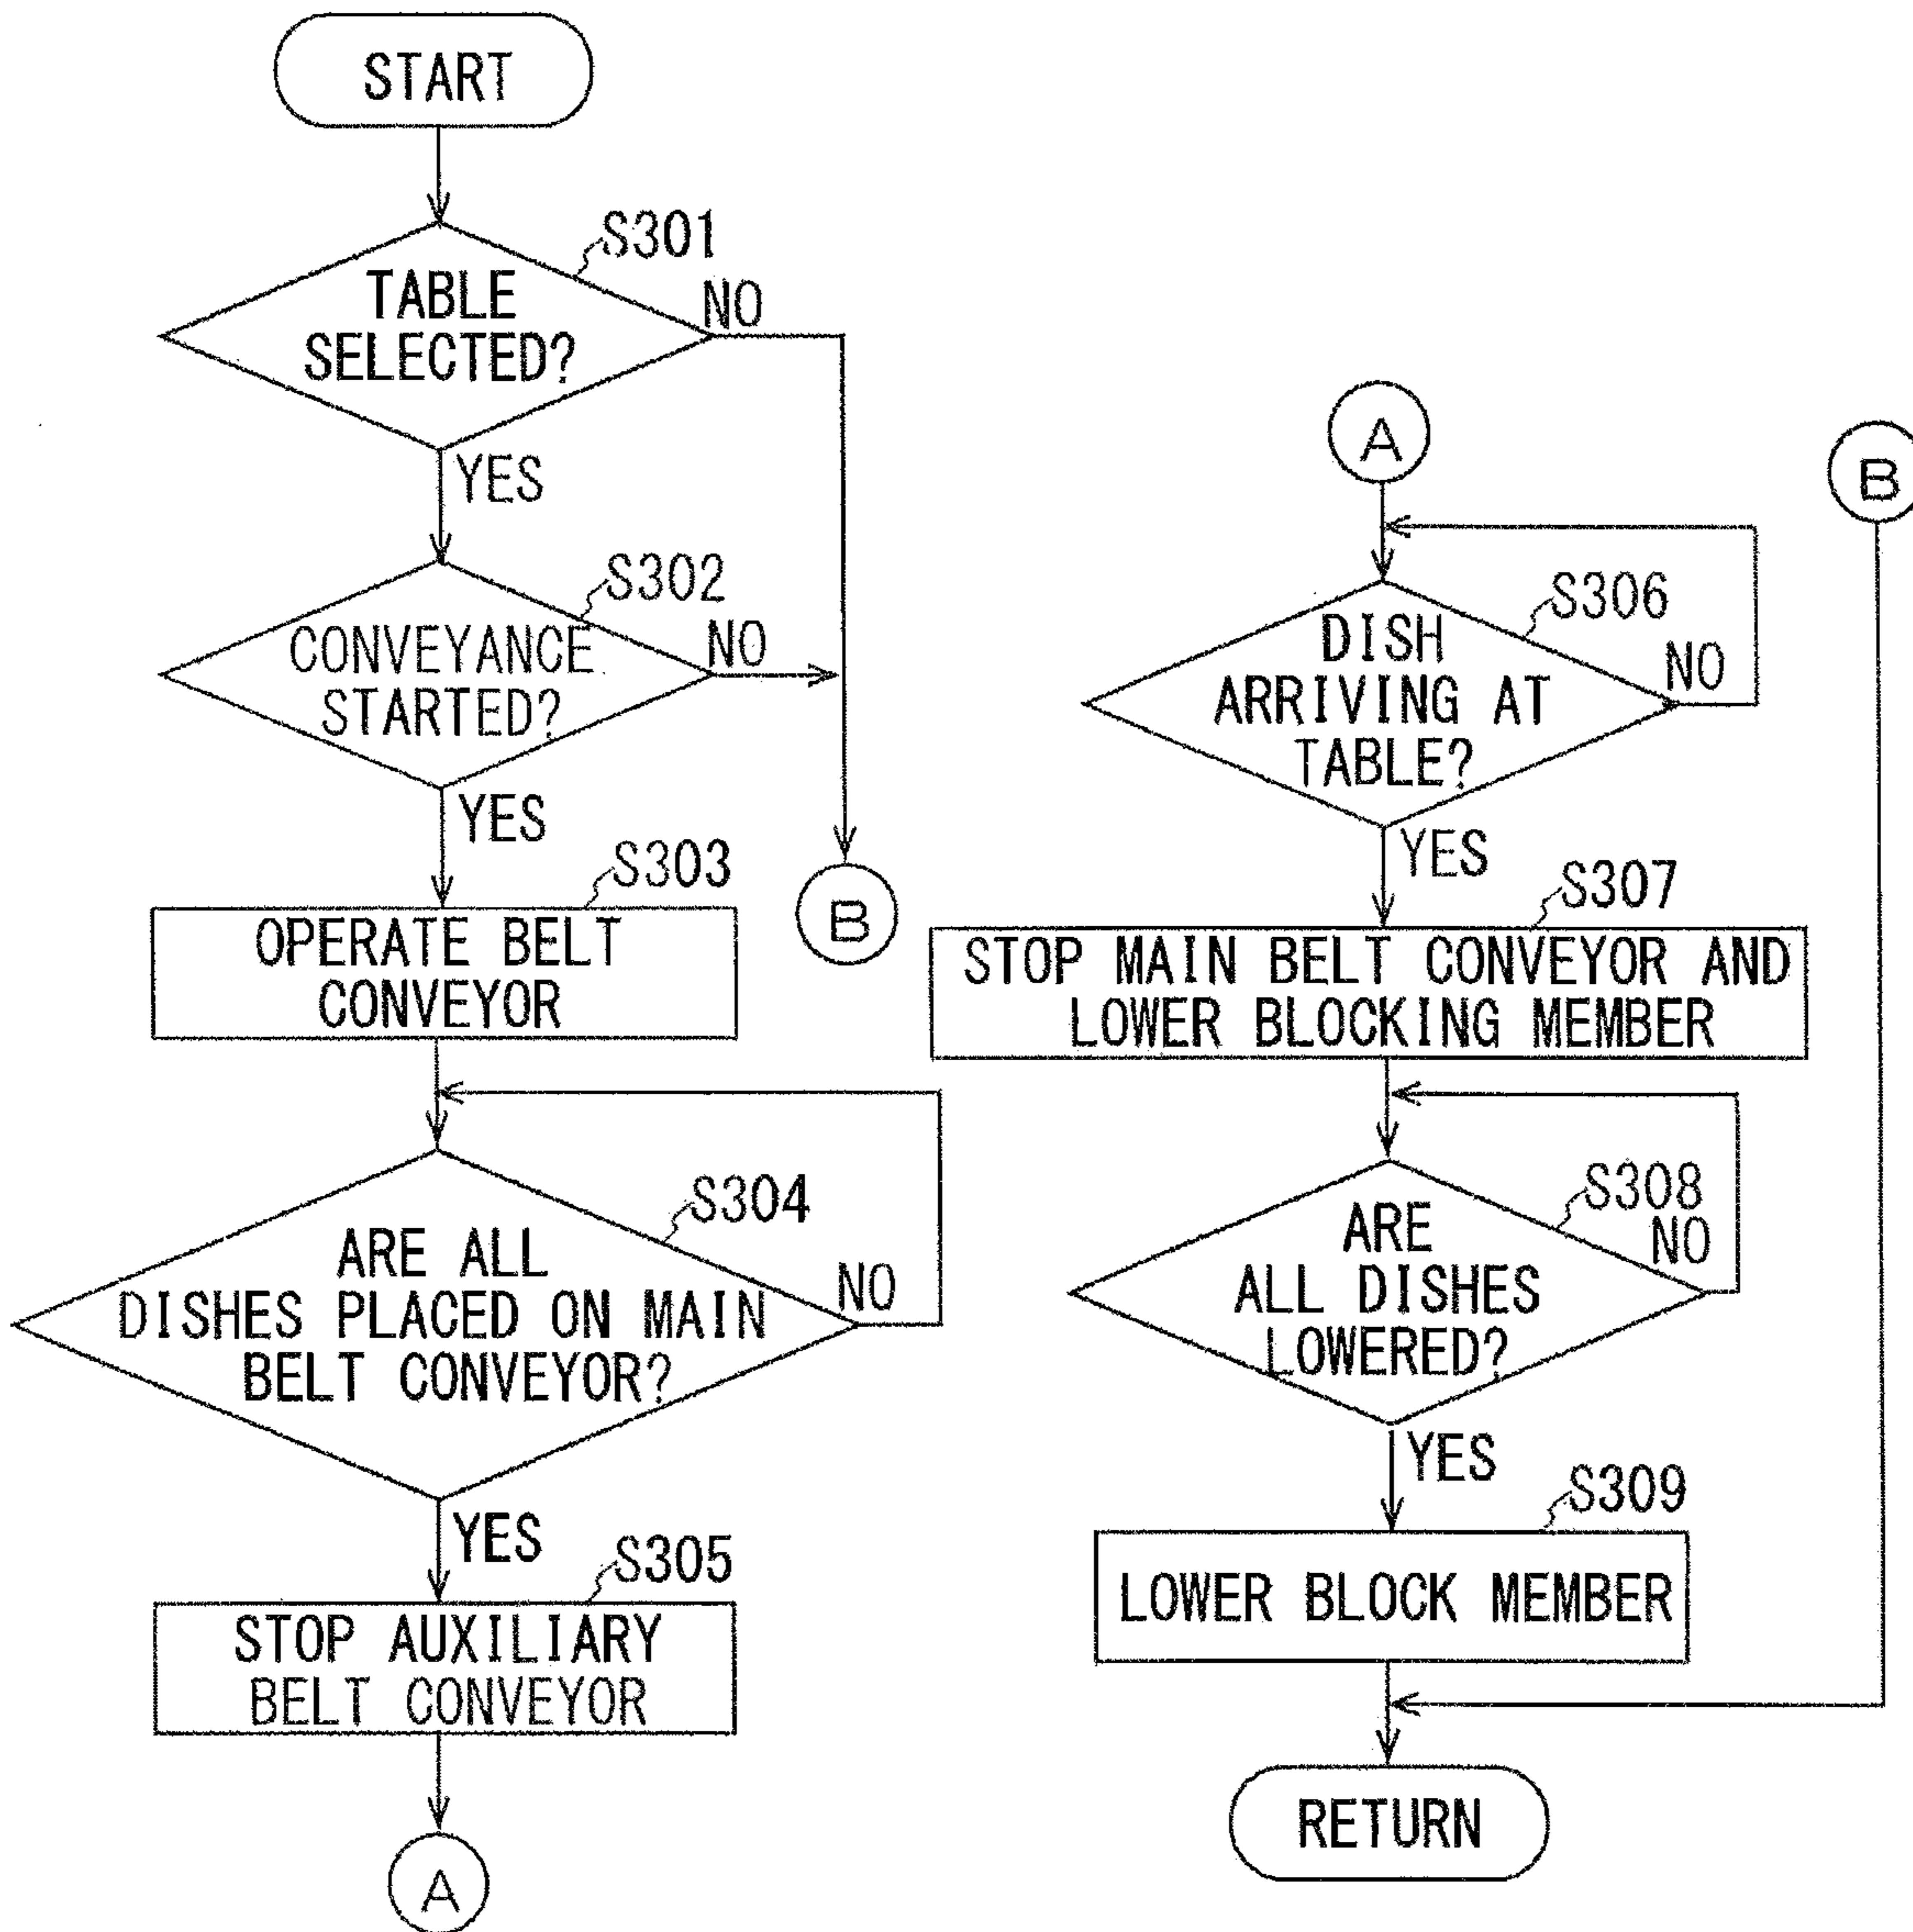 START
S301
TABLE
SELECTED?
NO
YES
S302
CONVEYANCE
STARTED?
NO
YES
S303
OPERATE BELT
CONVEYOR
B
S304
ARE ALL
DISHES PLACED ON MAIN
BELT CONVEYOR?
NO
YES
S305
STOP AUXILIARY
BELT CONVEYOR
A
A
B
S306
DISH
ARRIVING AT
TABLE?
NO
YES
S307
STOP MAIN BELT CONVEYOR AND
LOWER BLOCKING MEMBER
S308
ARE
ALL DISHES
LOWERED?
NO
YES
S309
LOWER BLOCK MEMBER
RETURN